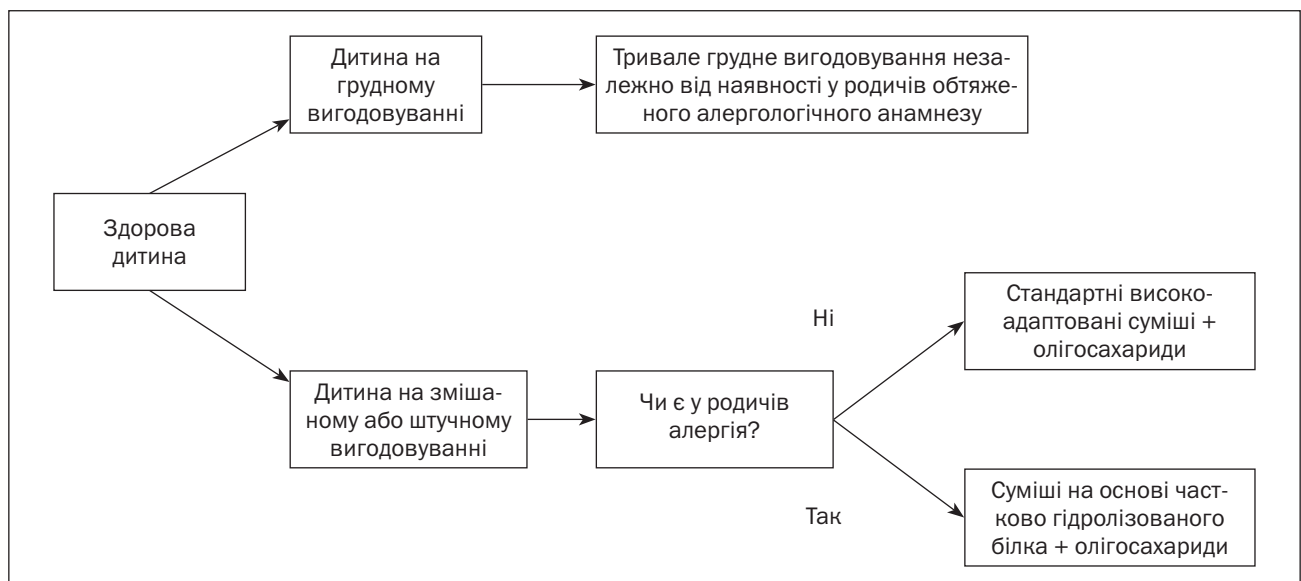 Дитина на
грудному
вигодовуванні
Тривале грудне вигодовування неза-
лежно від наявності у родичів обтяже-
ного алергологічного анамнезу
Здорова
дитина
Дитина на зміша-
ному або штучному
вигодовуванні
Чи є у родичів
алергія?
Ні
Стандартні високо-
адаптовані суміші +
олігосахариди
Так
Суміші на основі част-
ково гідролізованого
білка + олігосахариди